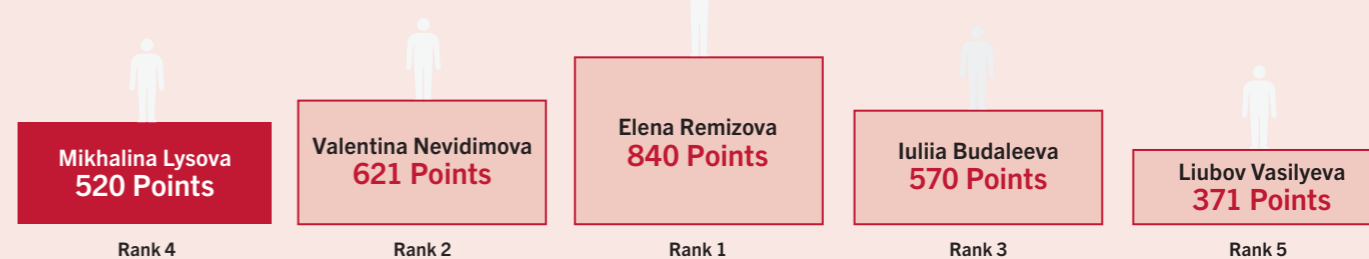 Mikhalina Lysova
520 Points
Rank 4
Valentina Nevidimova
621 Points
Rank 2
Elena Remizova
840 Points
Rank 1
Iuliia Budaleeva
570 Points
Rank 3
Liubov Vasilyeva
371 Points
Rank 5